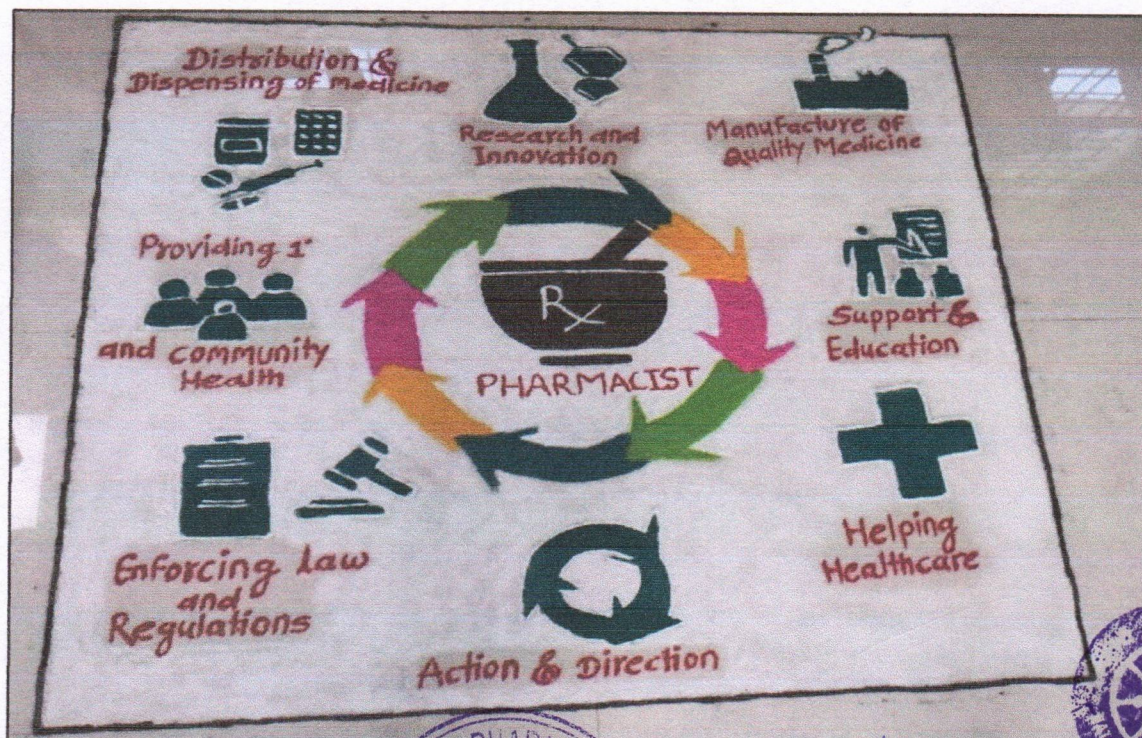 Distribution &
Dispensing of medicine
Research and
Innovation
Manufacture of
Quality Medicine
Providing 1°
and community
Health
Support &
Education
Rx
PHARMACIST
Helping
Healthcare
Enforcing Law
and
Regulations
Action & Direction